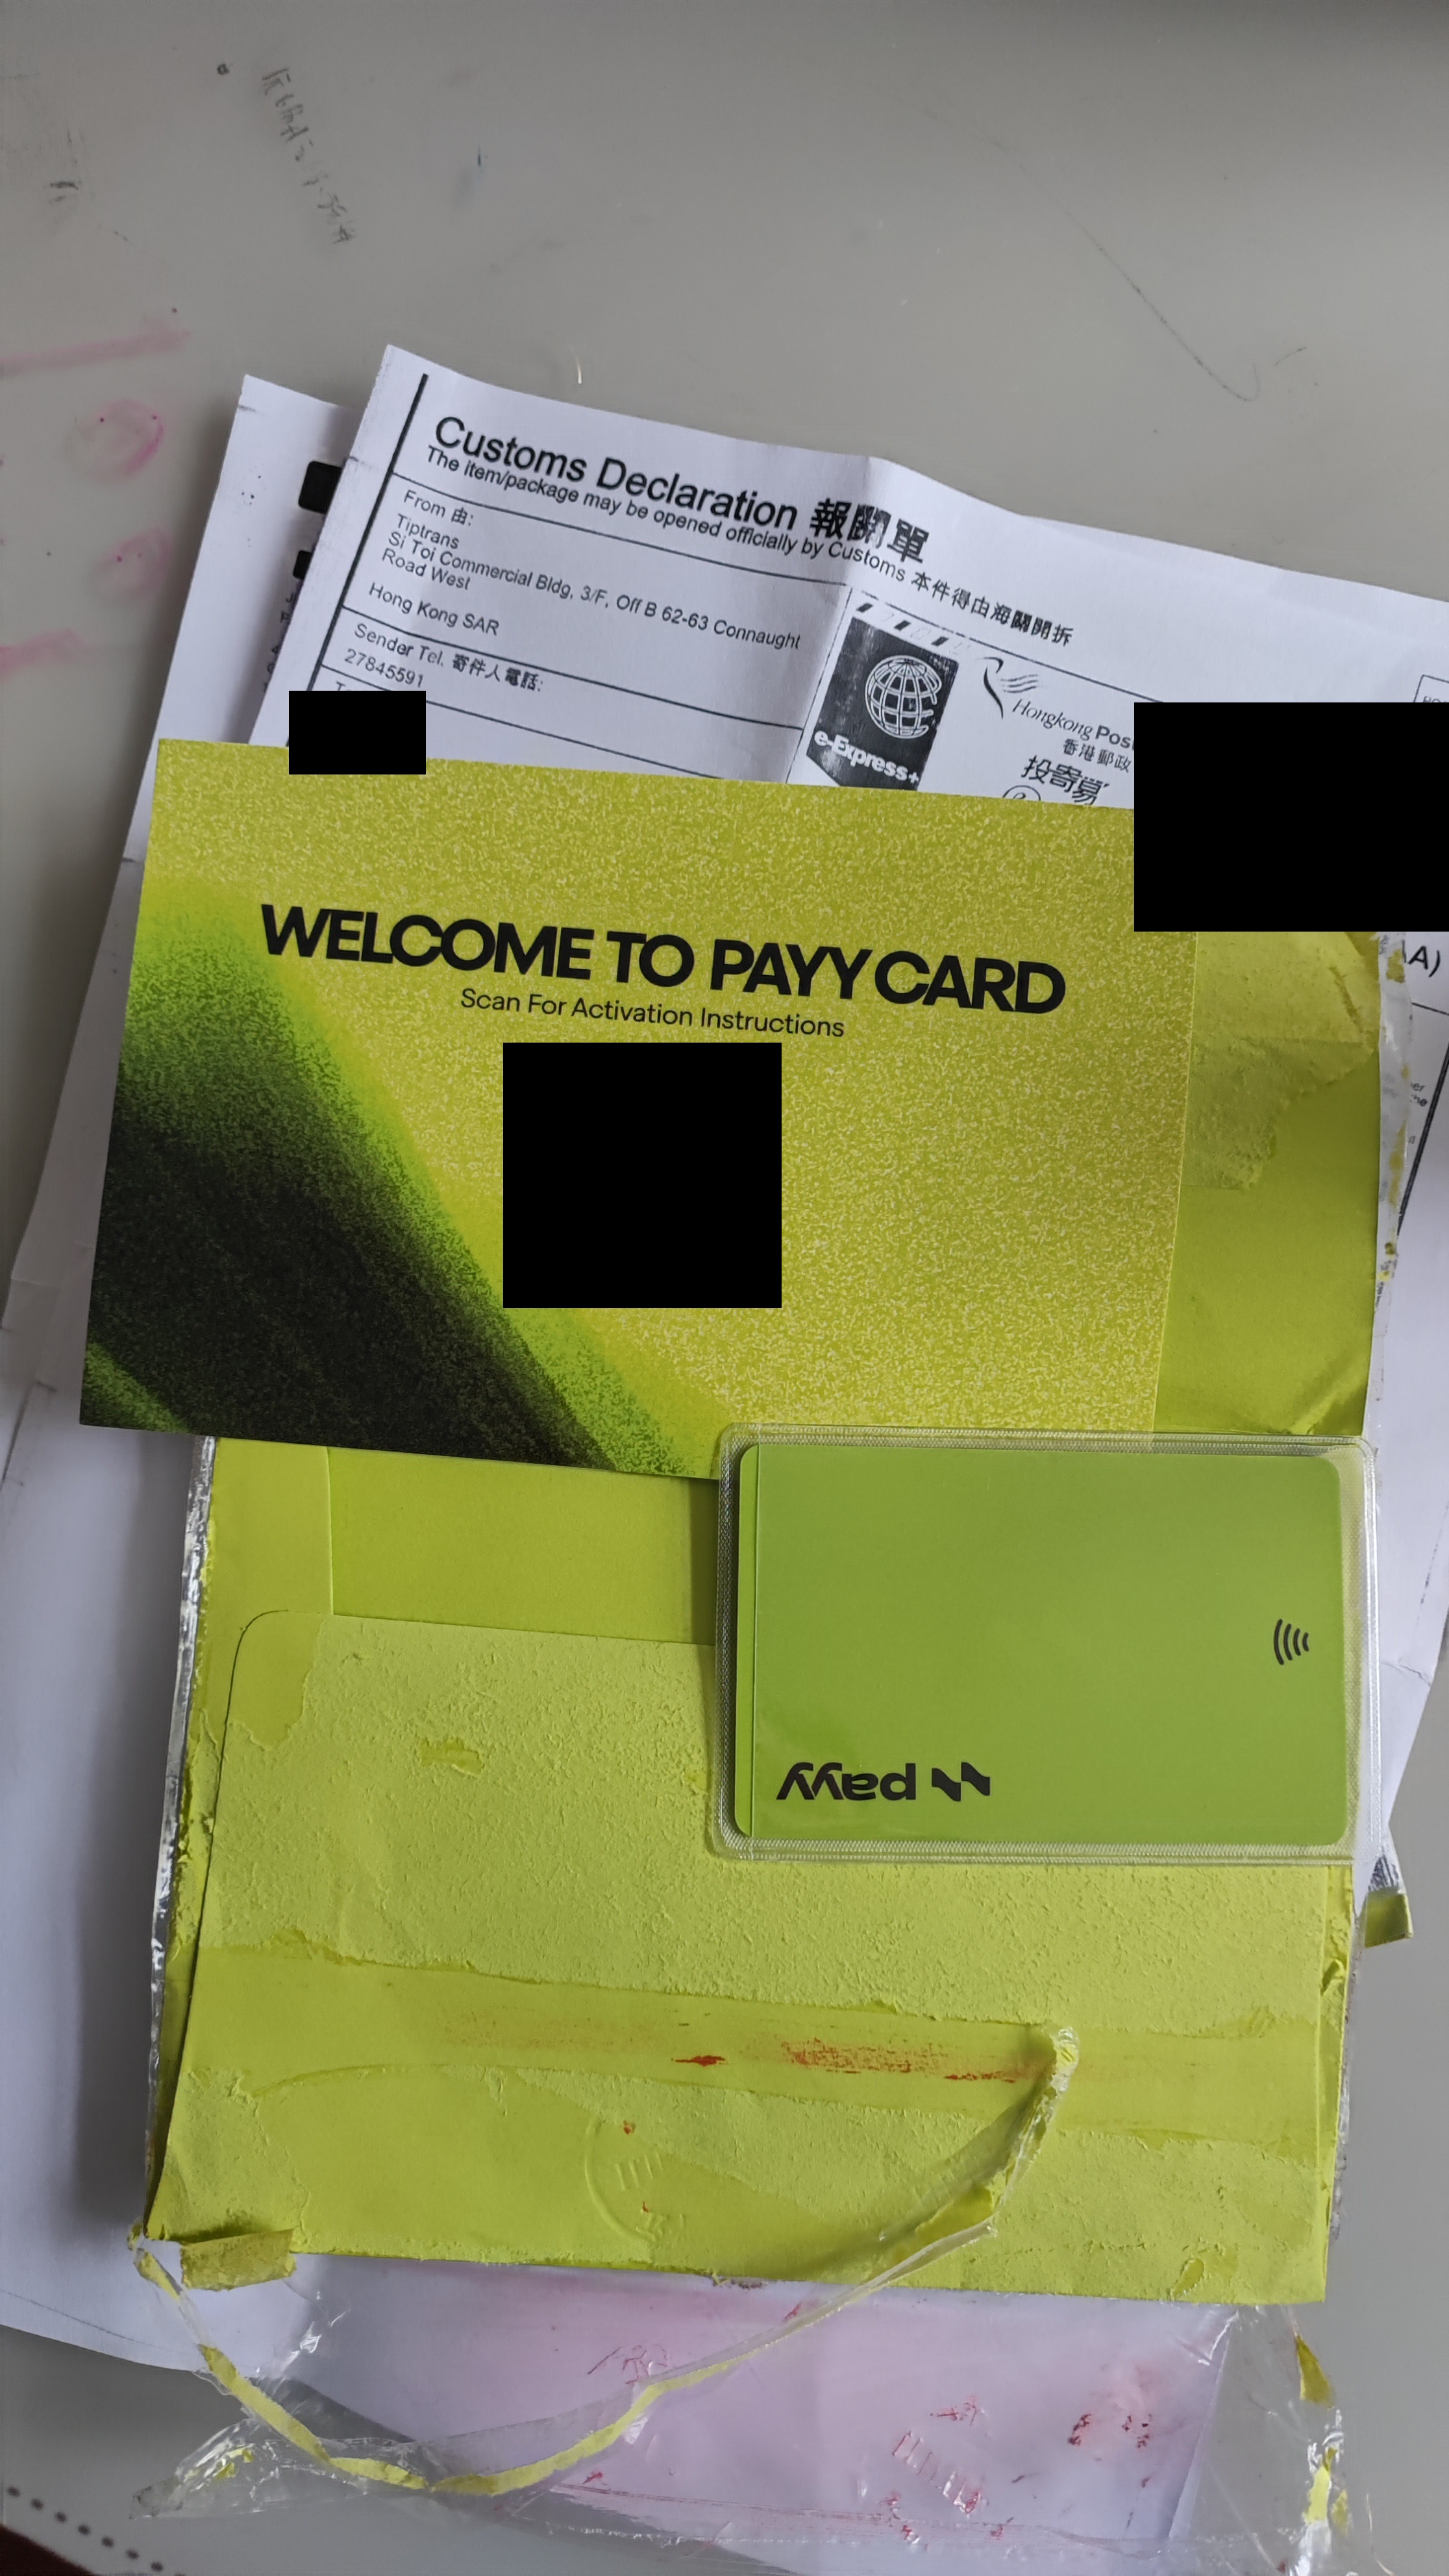 Customs Declaration 報關單
The item/package may be opened officially by Customs 本件得由海關開拆
From 由:
Tiptrans
Si Toi Commercial Bldg, 3/F, Off B 62-63 Connaught
Road West
Hong Kong SAR
Sender Tel. 寄件人電話:
27845591
e-Express+
Hongkong Post
香港郵政
投寄易
WELCOME TO PAYY CARD
Scan For Activation Instructions
payy